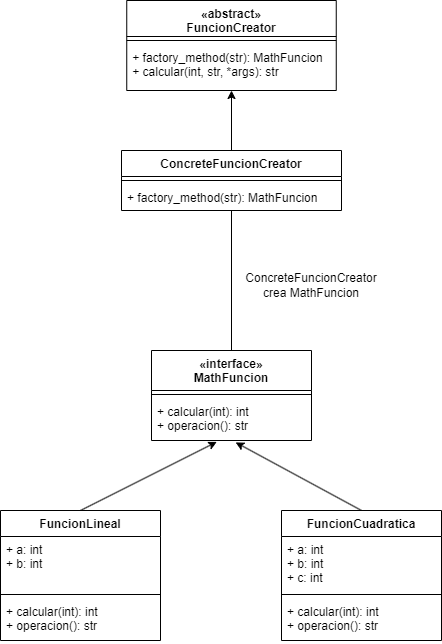 «abstract»
FuncionCreator
+ factory_method(str): MathFuncion
+ calcular(int, str, *args): str
ConcreteFuncionCreator
+ factory_method(str): MathFuncion
ConcreteFuncionCreator
crea MathFuncion
«interface»
MathFuncion
+ calcular(int): int
+ operacion(): str
FuncionLineal
+ a: int
+ b: int
+ calcular(int): int
+ operacion(): str
FuncionCuadratica
+ a: int
+ b: int
+ c: int
+ calcular(int): int
+ operacion(): str